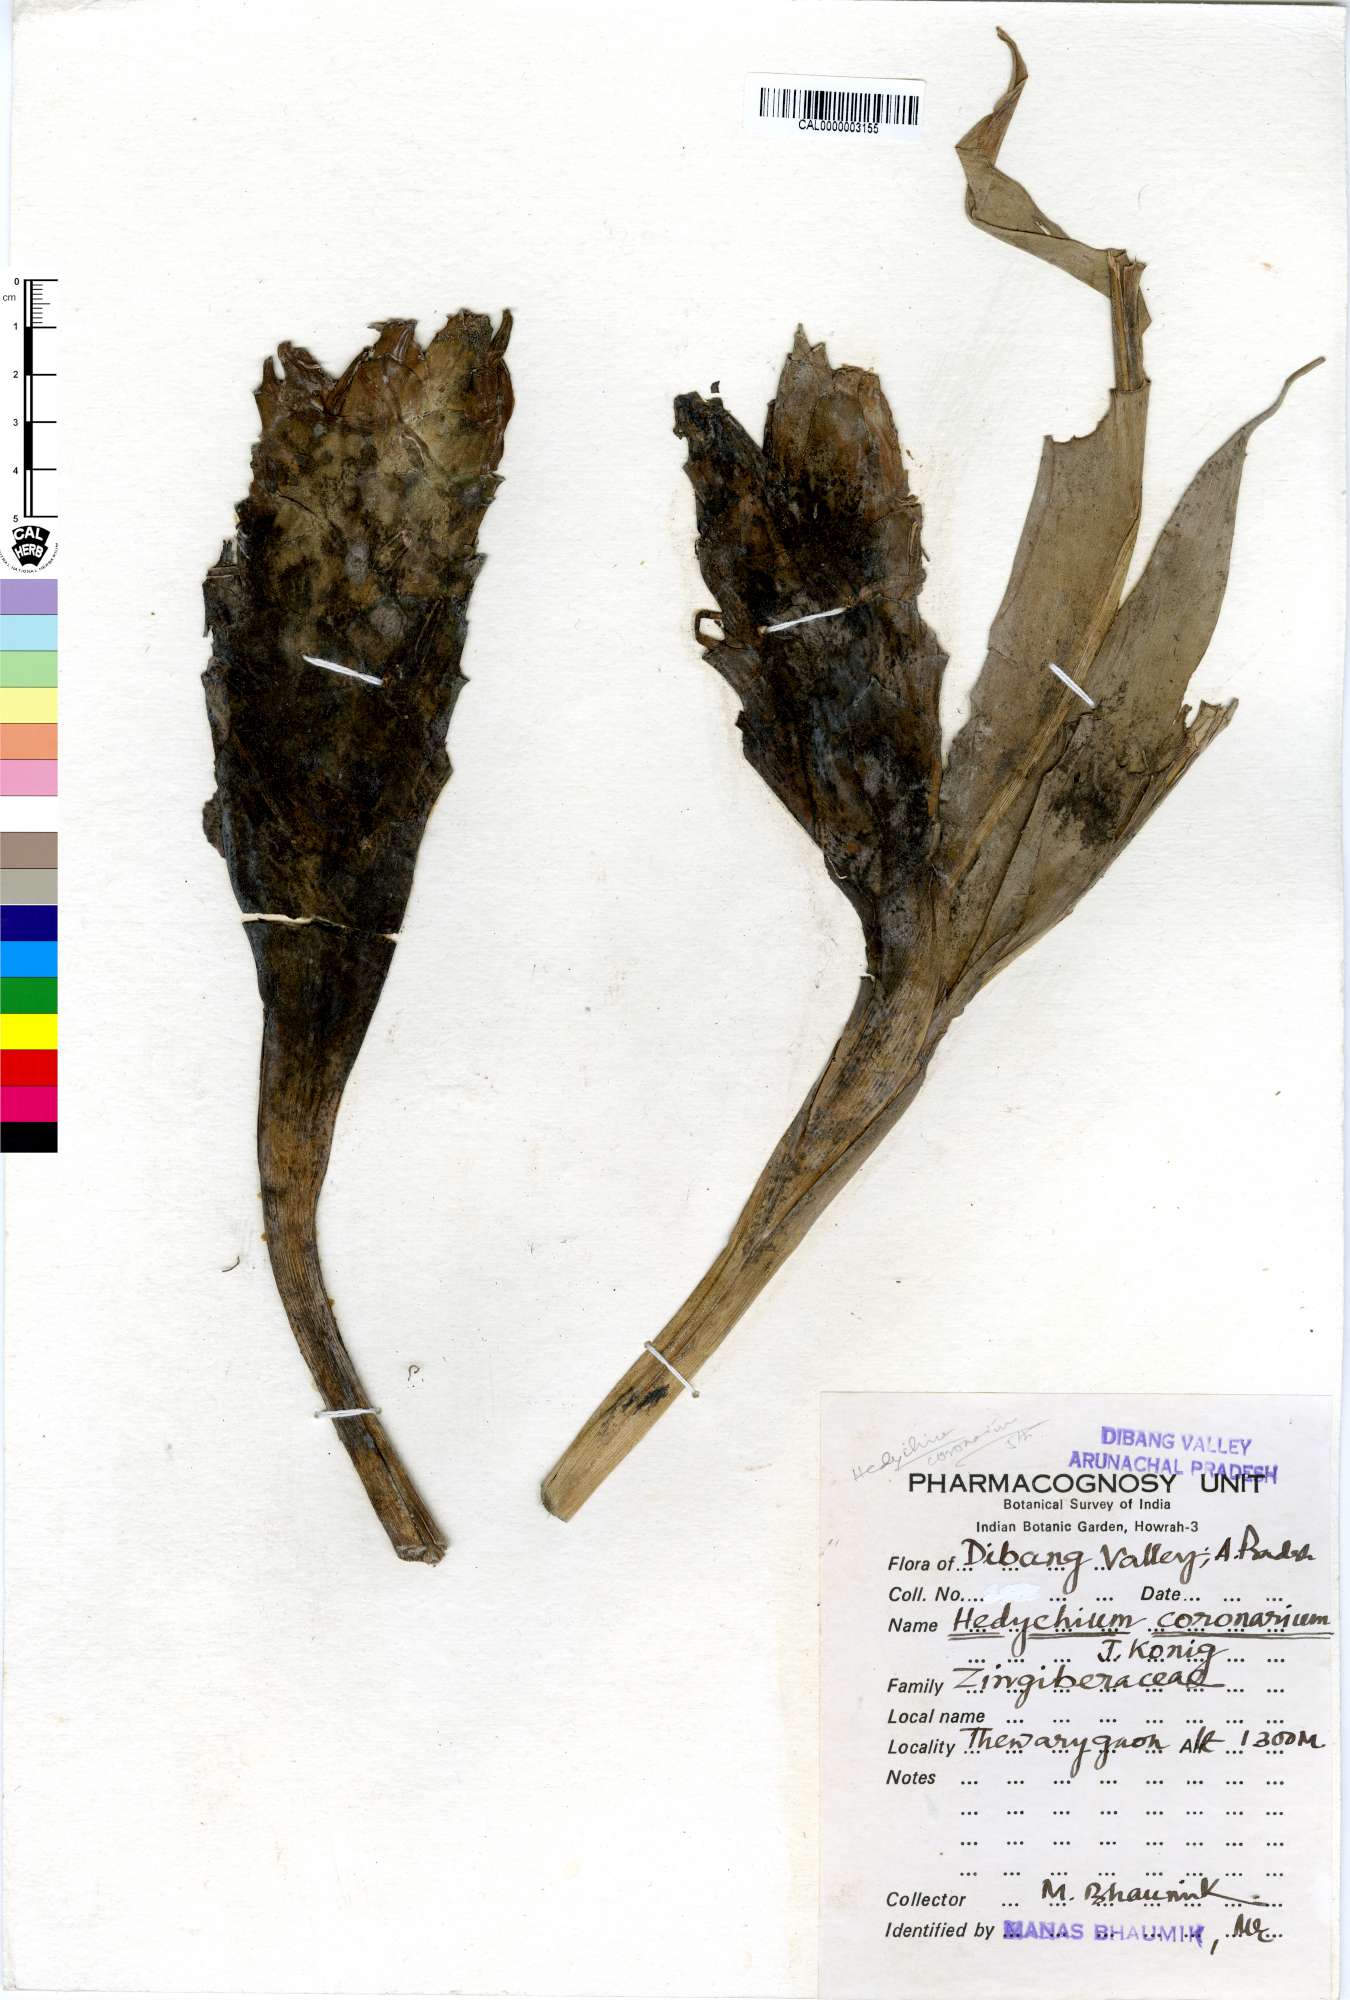 CAL0000003155
0
cm
1
2
3
4
5
CAL
HERB
Hedychium
coronarium
DIBANG VALLEY
ARUNACHAL PRADESH
PHARMACOGNOSY UNIT
Botanical Survey of India
Indian Botanic Garden, Howrah-3
Flora of... Dibang Valley; A. Pradesh
Coll. No.... ... ... Date... ... ...
Name Hedychium coronarium
J. Konig
Family Zingiberaceae
Local name ... ... ... ... ... ... ...
Locality Thewarygaon Alt 1300M
Notes ... ... ... ... ... ... ... ...
... ... ... ... ... ... ... ...
... ... ... ... ... ... ... ...
... ... ... ... ... ... ... ...
Collector ... M. Bhaumik
Identified by MANAS BHAUMIK,